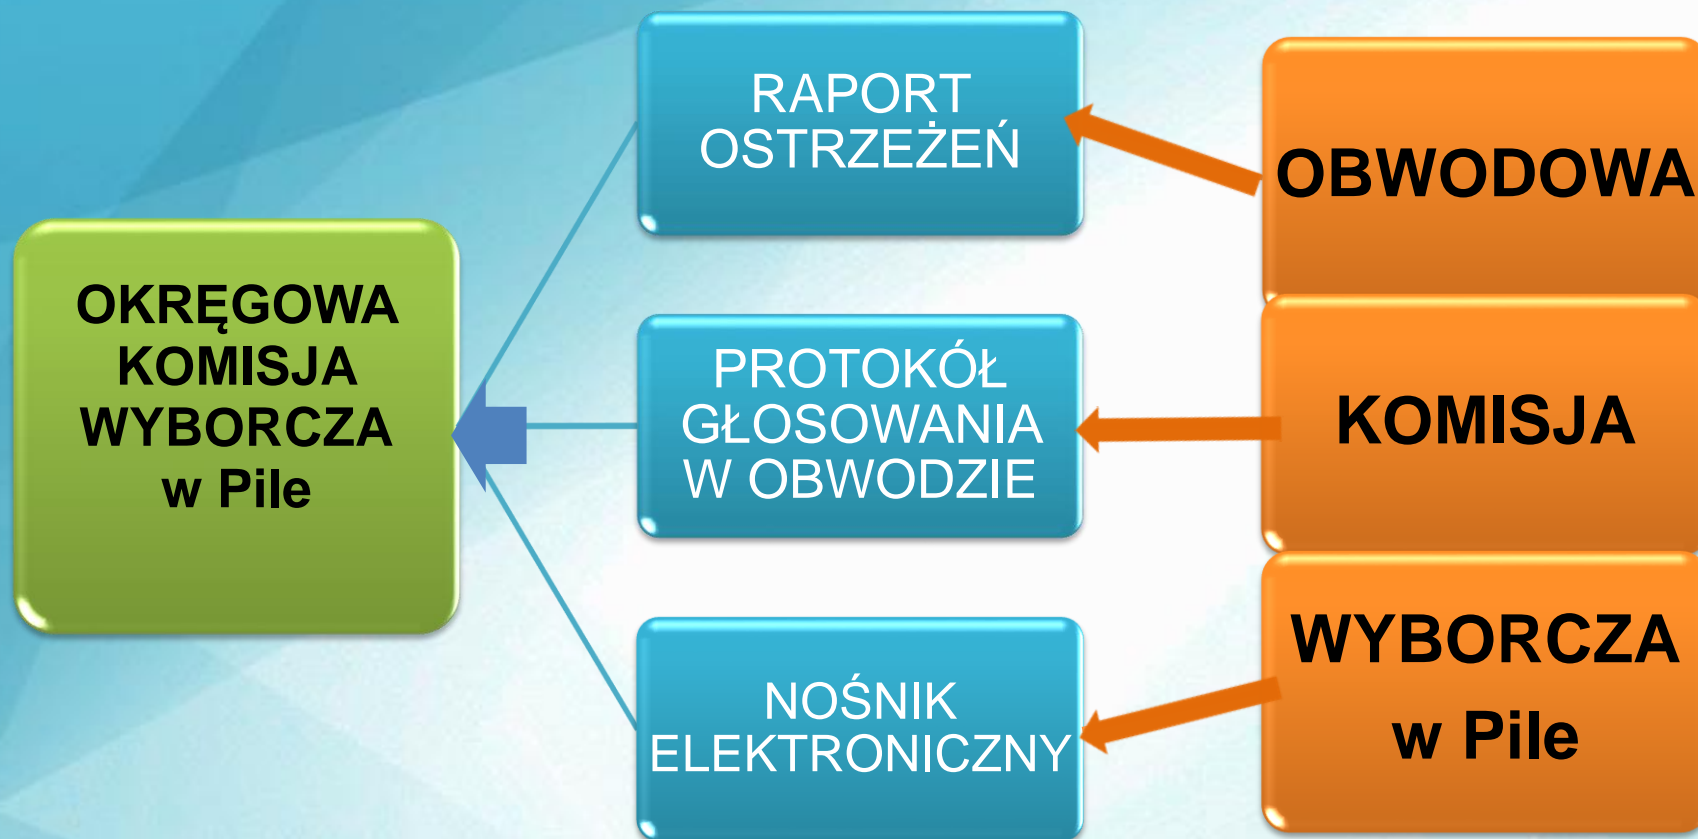 OKRĘGOWA
KOMISJA
WYBORCZA
w Pile
RAPORT
OSTRZEŻEŃ
PROTOKÓŁ
GŁOSOWANIA
W OBWODZIE
NOŚNIK
ELEKTRONICZNY
OBWODOWA
KOMISJA
WYBORCZA
w Pile